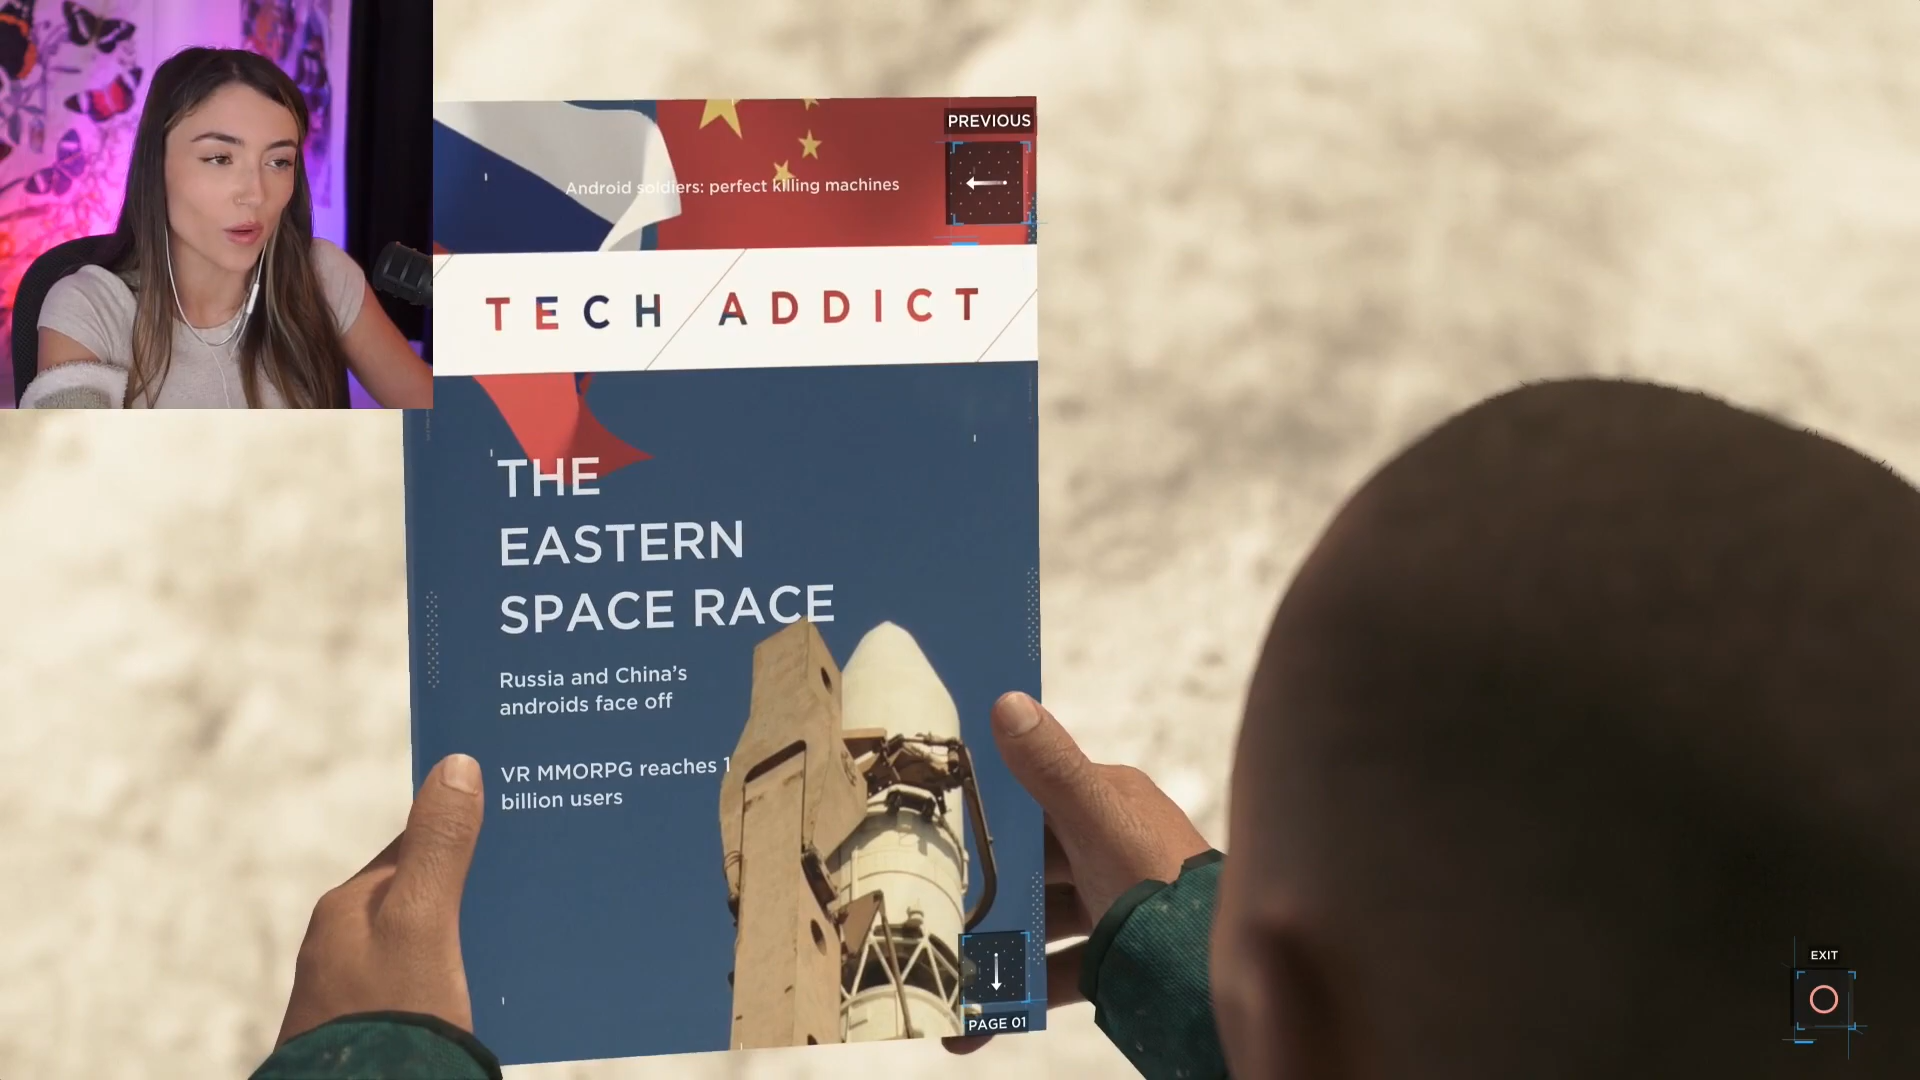 PREVIOUS
Android soldiers: perfect killing machines
TECH ADDICT
THE
EASTERN
SPACE RACE
Russia and China's
androids face off
VR MMORPG reaches 1
billion users
EXIT
PAGE 01